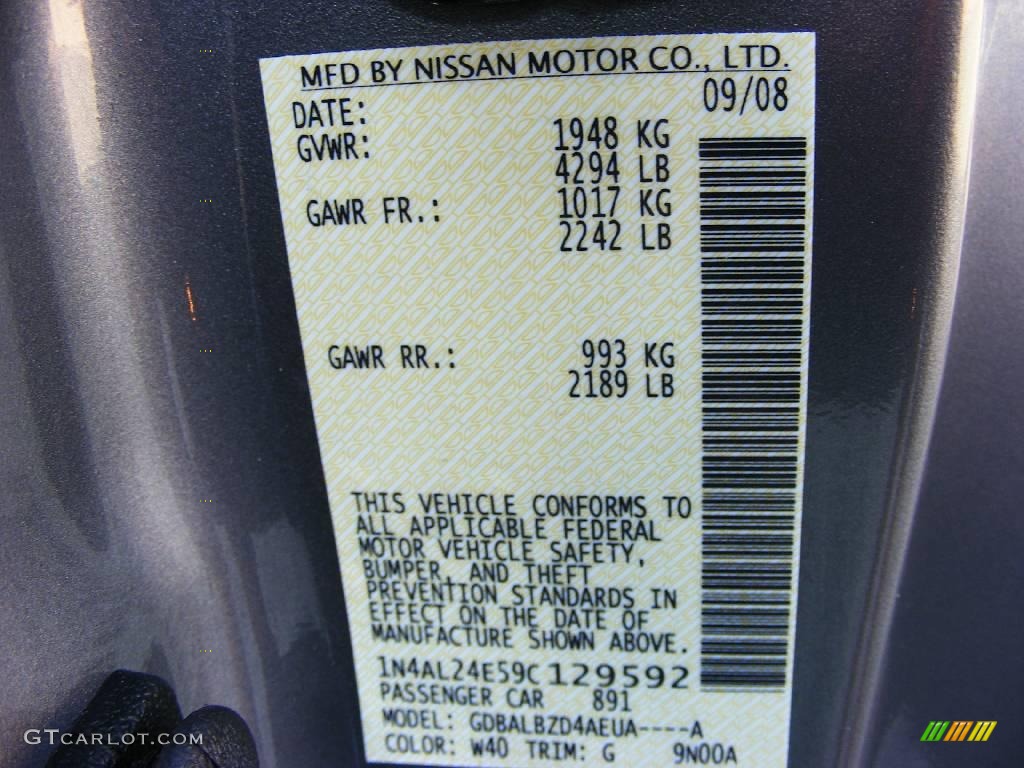 MFD BY NISSAN MOTOR CO., LTD.
DATE: 09/08
GVWR: 1948 KG
4294 LB
GAWR FR.: 1017 KG
2242 LB
GAWR RR.: 993 KG
2189 LB
THIS VEHICLE CONFORMS TO
ALL APPLICABLE FEDERAL
MOTOR VEHICLE SAFETY,
BUMPER, AND THEFT
PREVENTION STANDARDS IN
EFFECT ON THE DATE OF
MANUFACTURE SHOWN ABOVE.
1N4AL24E59C129592
PASSENGER CAR 891
MODEL: GDBALBZD4AEUA----A
COLOR: W40 TRIM: G 9N00A
GTCarlot.com